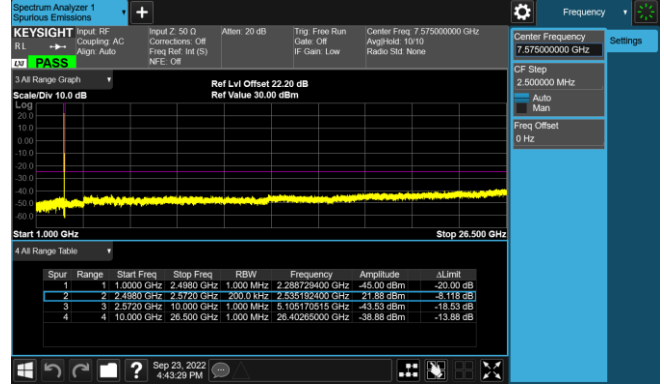 Spectrum Analyzer 1
Spurious Emissions
Frequency
KEYSIGHT
RL
LXI
PASS
Input: RF
Coupling: AC
Align: Auto
Input Z: 50 Ω
Corrections: Off
Freq Ref: Int (S)
NFE: Off
Atten: 20 dB
Trig: Free Run
Gate: Off
IF Gain: Low
Center Freq: 7.575000000 GHz
Avg|Hold: 10/10
Radio Std: None
Center Frequency
7.575000000 GHz
Settings
CF Step
2.500000 MHz
Auto
Man
Freq Offset
0 Hz
3 All Range Graph
Scale/Div 10.0 dB
Ref Lvl Offset 22.20 dB
Ref Value 30.00 dBm
Log
20.0
10.0
0.00
-10.0
-20.0
-30.0
-40.0
-50.0
-60.0
Start 1.000 GHz
Stop 26.500 GHz
4 All Range Table
Spur Range Start Freq Stop Freq RBW Frequency Amplitude ΔLimit
1 1 1.0000 GHz 2.4980 GHz 1.000 MHz 2.288729400 GHz -45.00 dBm -20.00 dB
2 2 2.4980 GHz 2.5720 GHz 200.0 kHz 2.535192400 GHz 21.88 dBm -8.118 dB
3 3 2.5720 GHz 10.000 GHz 1.000 MHz 5.105170515 GHz -43.53 dBm -18.53 dB
4 4 10.000 GHz 26.500 GHz 1.000 MHz 26.40265000 GHz -38.88 dBm -13.88 dB
?
Sep 23, 2022
4:43:29 PM